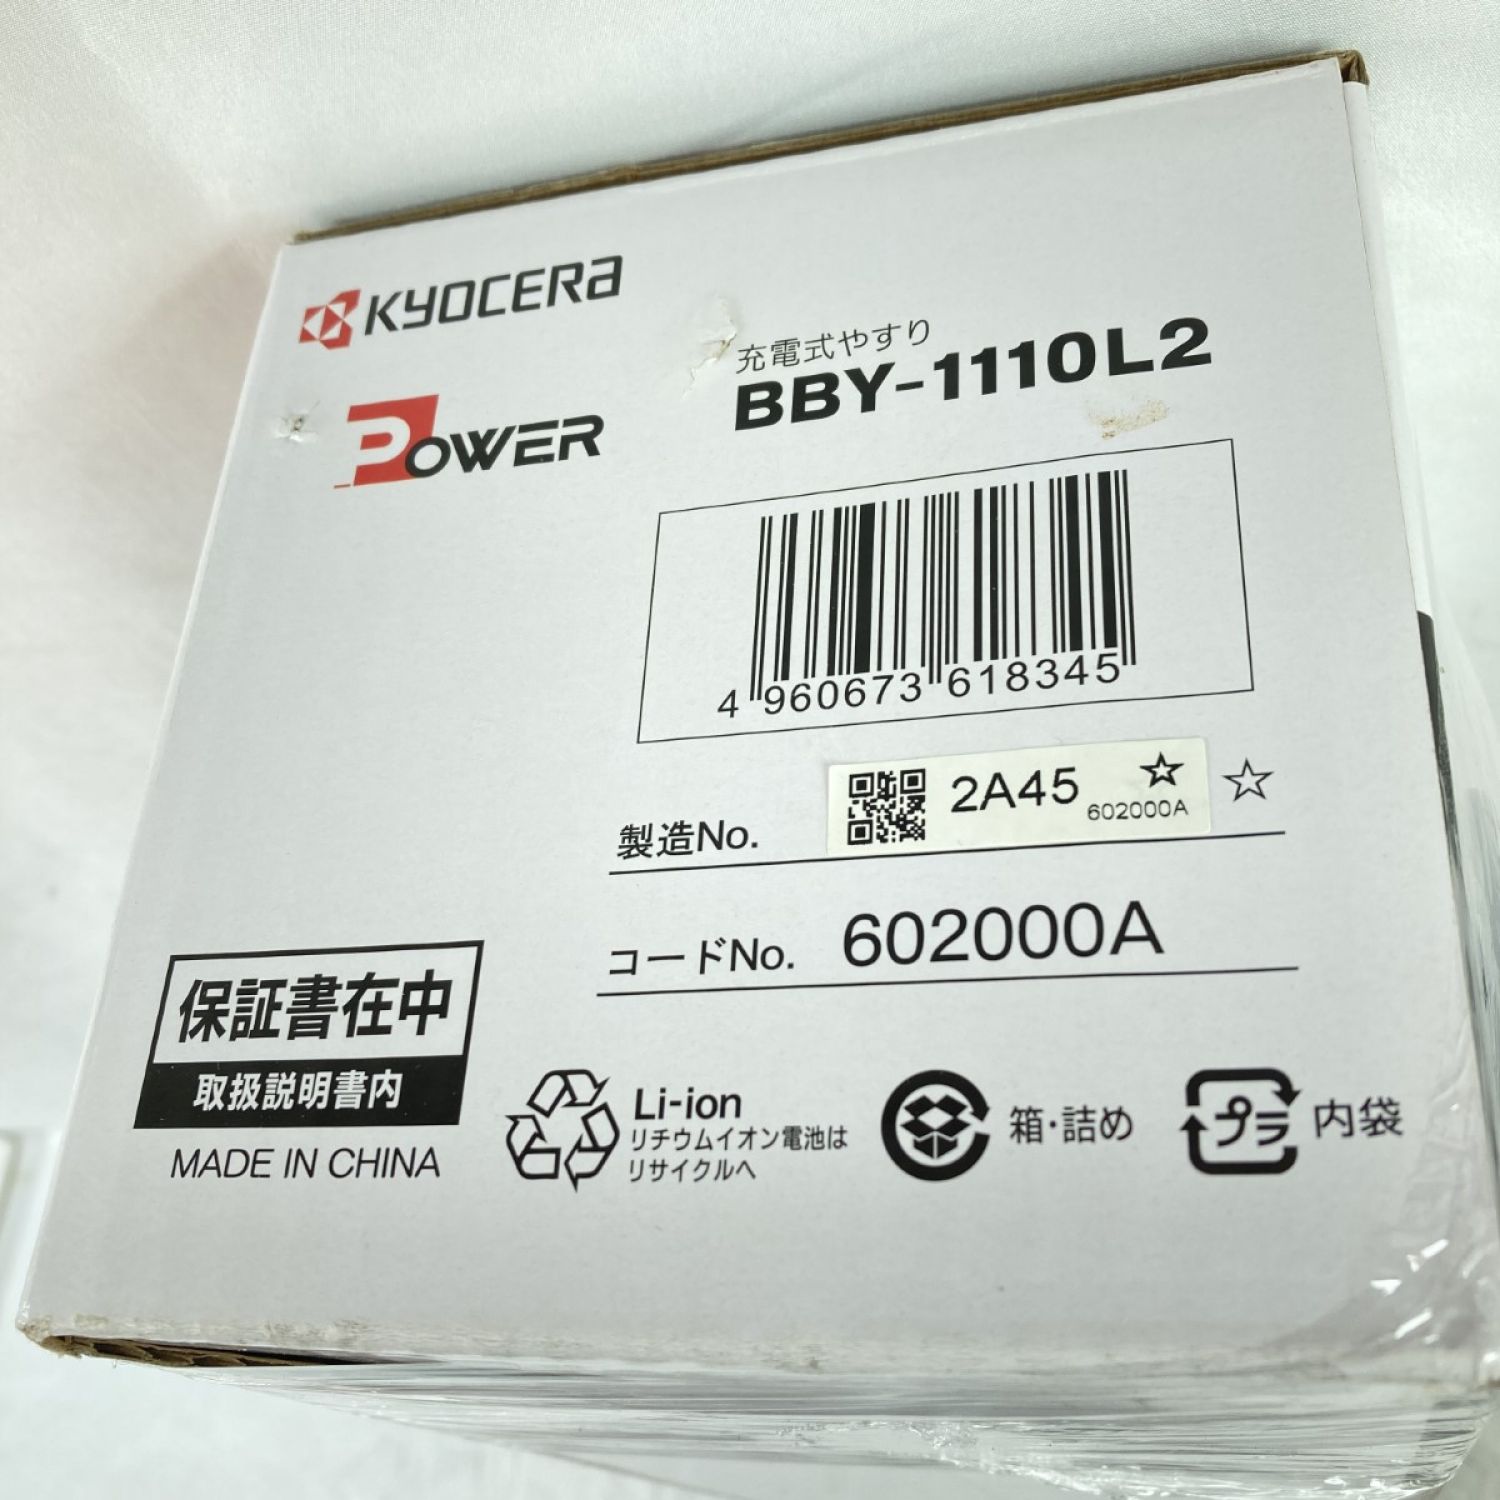 KYOCERA
POWER
充電式やすり
BBY-1110L2
4 960673 618345
製造No. 2A45 ☆ ☆
602000A
コードNo. 602000A
保証書在中
取扱説明書内
MADE IN CHINA
Li-ion
リチウムイオン電池は
リサイクルへ
箱・詰め
プラ 内袋